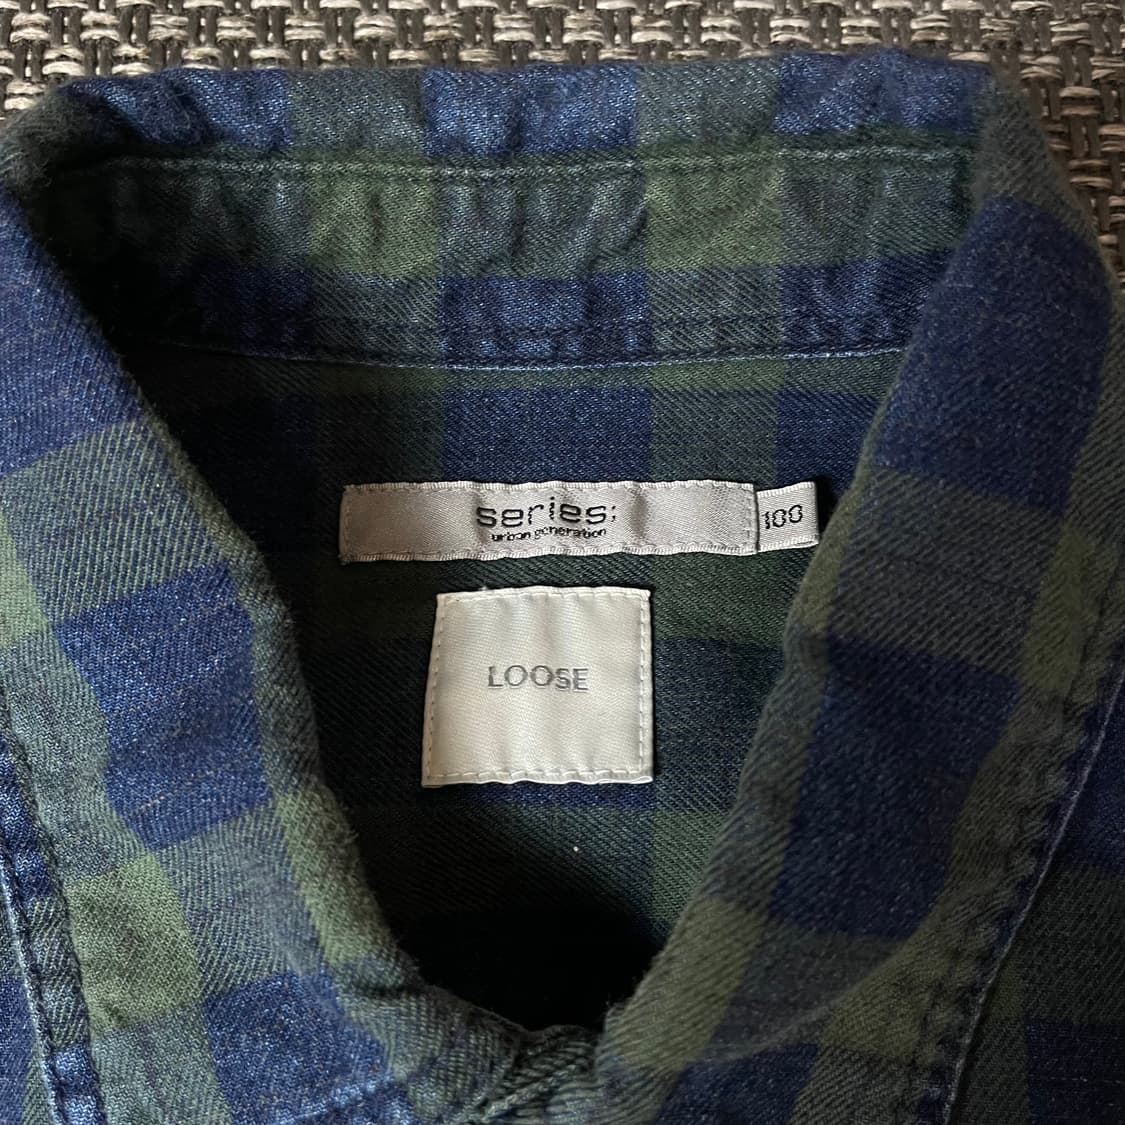 series;
urban generation
100
LOOSE